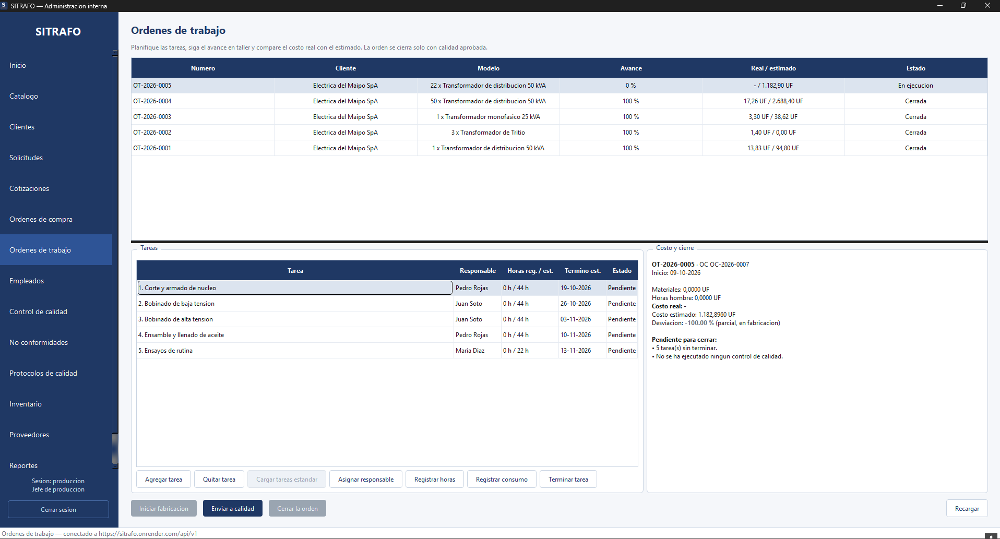 SITRAFO — Administracion interna
SITRAFO
Inicio
Catalogo
Clientes
Solicitudes
Cotizaciones
Ordenes de compra
Ordenes de trabajo
Empleados
Control de calidad
No conformidades
Protocolos de calidad
Inventario
Proveedores
Reportes
Sesion: produccion
Jefe de produccion
Cerrar sesion
Ordenes de trabajo
Planifique las tareas, siga el avance en taller y compare el costo real con el estimado. La orden se cierra solo con calidad aprobada.
Numero Cliente Modelo Avance Real / estimado Estado
OT-2026-0005 Electrica del Maipo SpA 22 x Transformador de distribucion 50 kVA 0 % - / 1.182,90 UF En ejecucion
OT-2026-0004 Electrica del Maipo SpA 50 x Transformador de distribucion 50 kVA 100 % 17,26 UF / 2.688,40 UF Cerrada
OT-2026-0003 Electrica del Maipo SpA 1 x Transformador monofasico 25 kVA 100 % 3,30 UF / 38,62 UF Cerrada
OT-2026-0002 Electrica del Maipo SpA 3 x Transformador de Tritio 100 % 1,40 UF / 0,00 UF Cerrada
OT-2026-0001 Electrica del Maipo SpA 1 x Transformador de distribucion 50 kVA 100 % 13,83 UF / 94,80 UF Cerrada
Tareas
Tarea Responsable Horas reg. / est. Termino est. Estado
1. Corte y armado de nucleo Pedro Rojas 0 h / 44 h 19-10-2026 Pendiente
2. Bobinado de baja tension Juan Soto 0 h / 44 h 26-10-2026 Pendiente
3. Bobinado de alta tension Juan Soto 0 h / 44 h 03-11-2026 Pendiente
4. Ensamble y llenado de aceite Pedro Rojas 0 h / 44 h 10-11-2026 Pendiente
5. Ensayos de rutina Maria Diaz 0 h / 22 h 13-11-2026 Pendiente
Agregar tarea Quitar tarea Cargar tareas estandar Asignar responsable Registrar horas Registrar consumo Terminar tarea
Costo y cierre
OT-2026-0005 · OC OC-2026-0007
Inicio: 09-10-2026
Materiales: 0,0000 UF
Horas hombre: 0,0000 UF
Costo real: -
Costo estimado: 1.182,8960 UF
Desviacion: -100.00 % (parcial, en fabricacion)
Pendiente para cerrar:
• 5 tarea(s) sin terminar.
• No se ha ejecutado ningun control de calidad.
Iniciar fabricacion Enviar a calidad Cerrar la orden Recargar
Ordenes de trabajo — conectado a https://sitrafo.onrender.com/api/v1